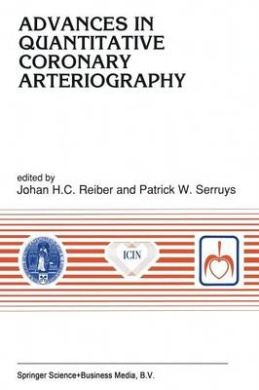 ADVANCES IN
QUANTITATIVE
CORONARY
ARTERIOGRAPHY
edited by
Johan H.C. Reiber and Patrick W. Serruys
ICIN
Springer Science+Business Media, B.V.